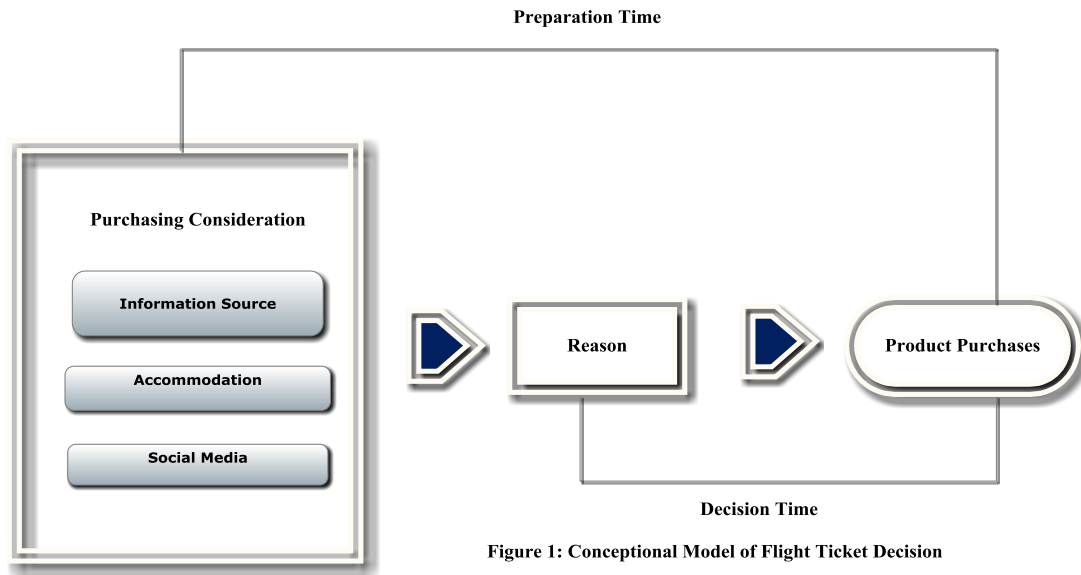 Preparation Time
Purchasing Consideration
Information Source
Accommodation
Social Media
Reason
Product Purchases
Decision Time
Figure 1: Conceptional Model of Flight Ticket Decision